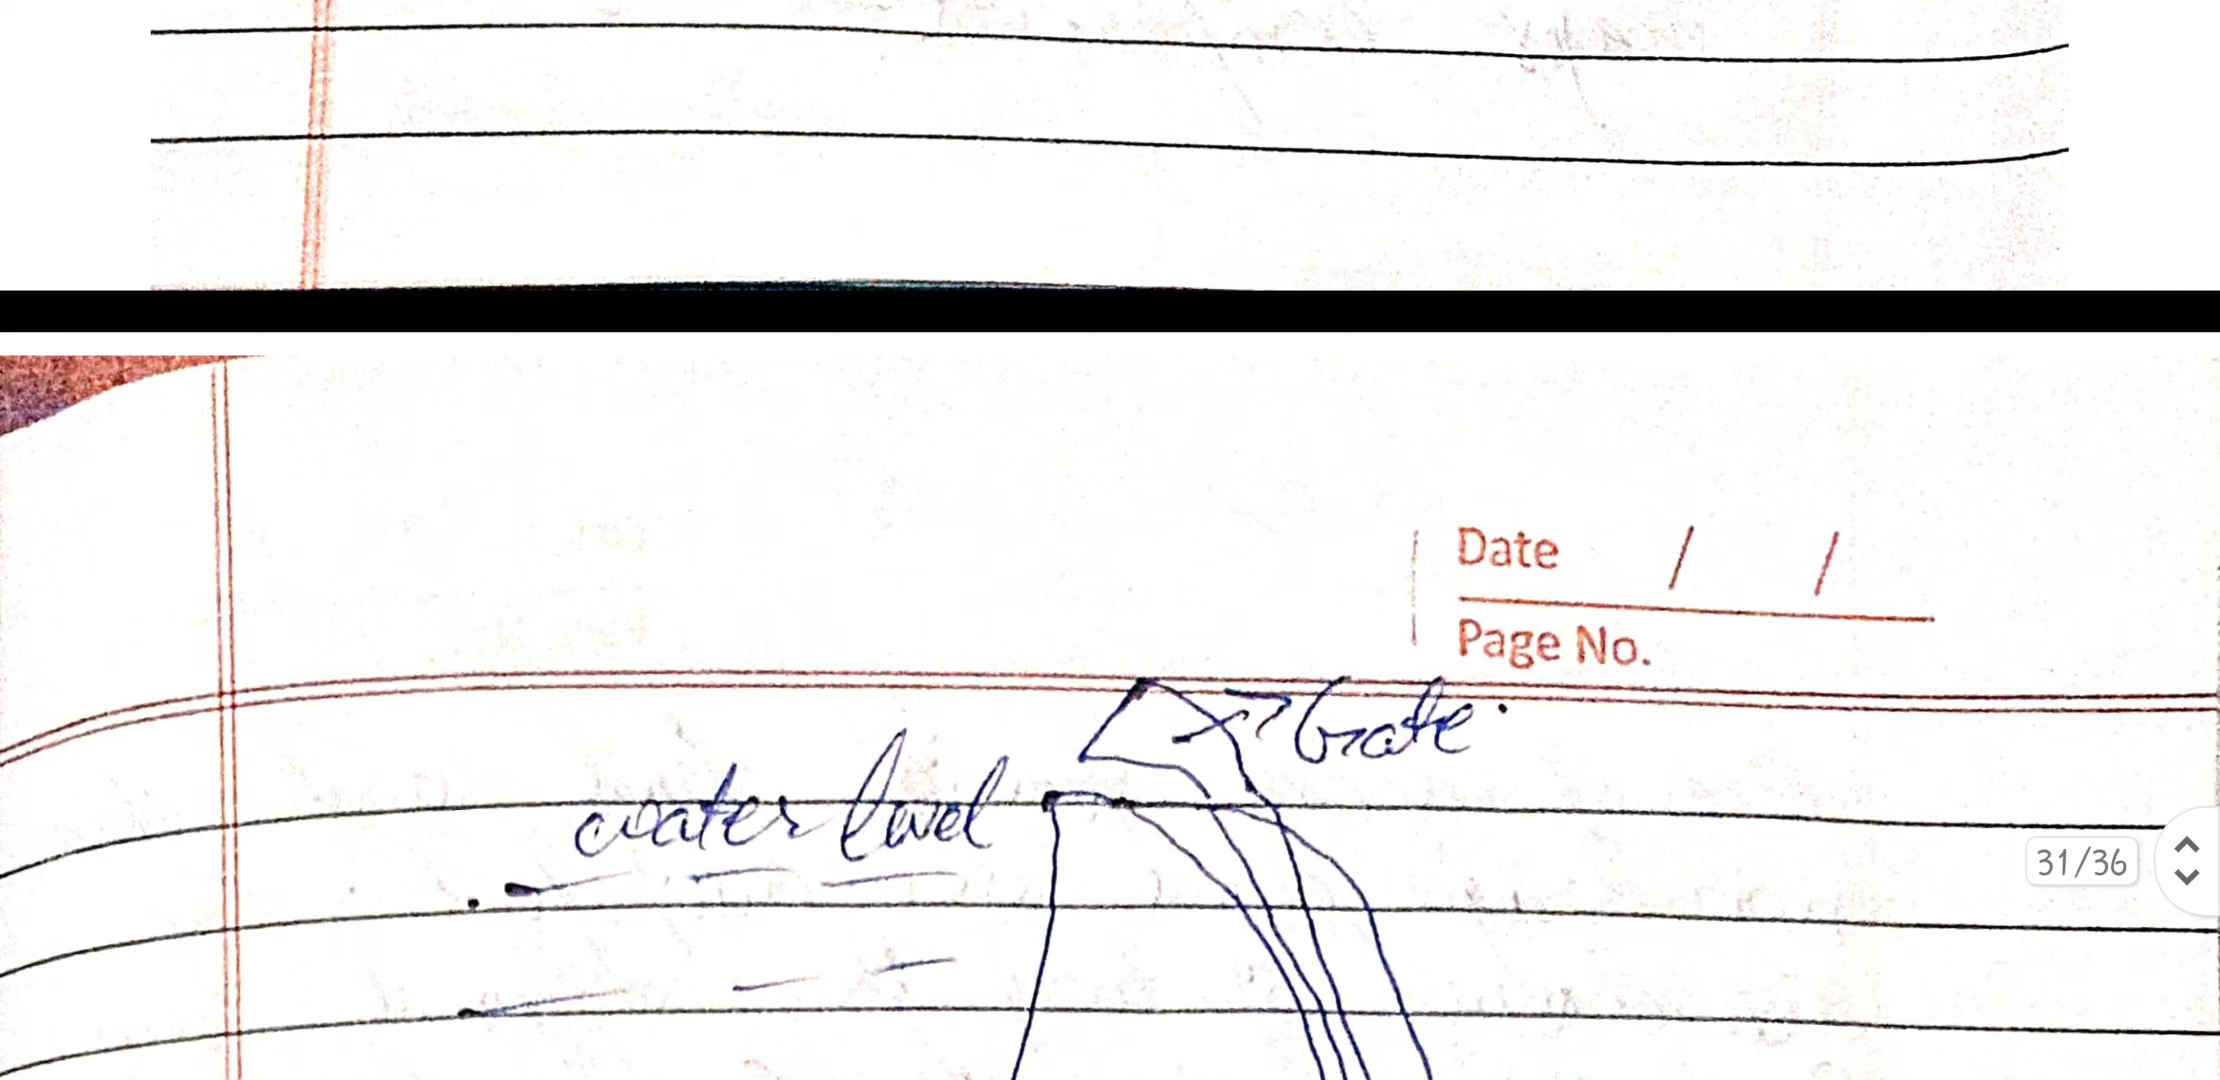 Date / /
Page No.
Gate.
water level
31/36